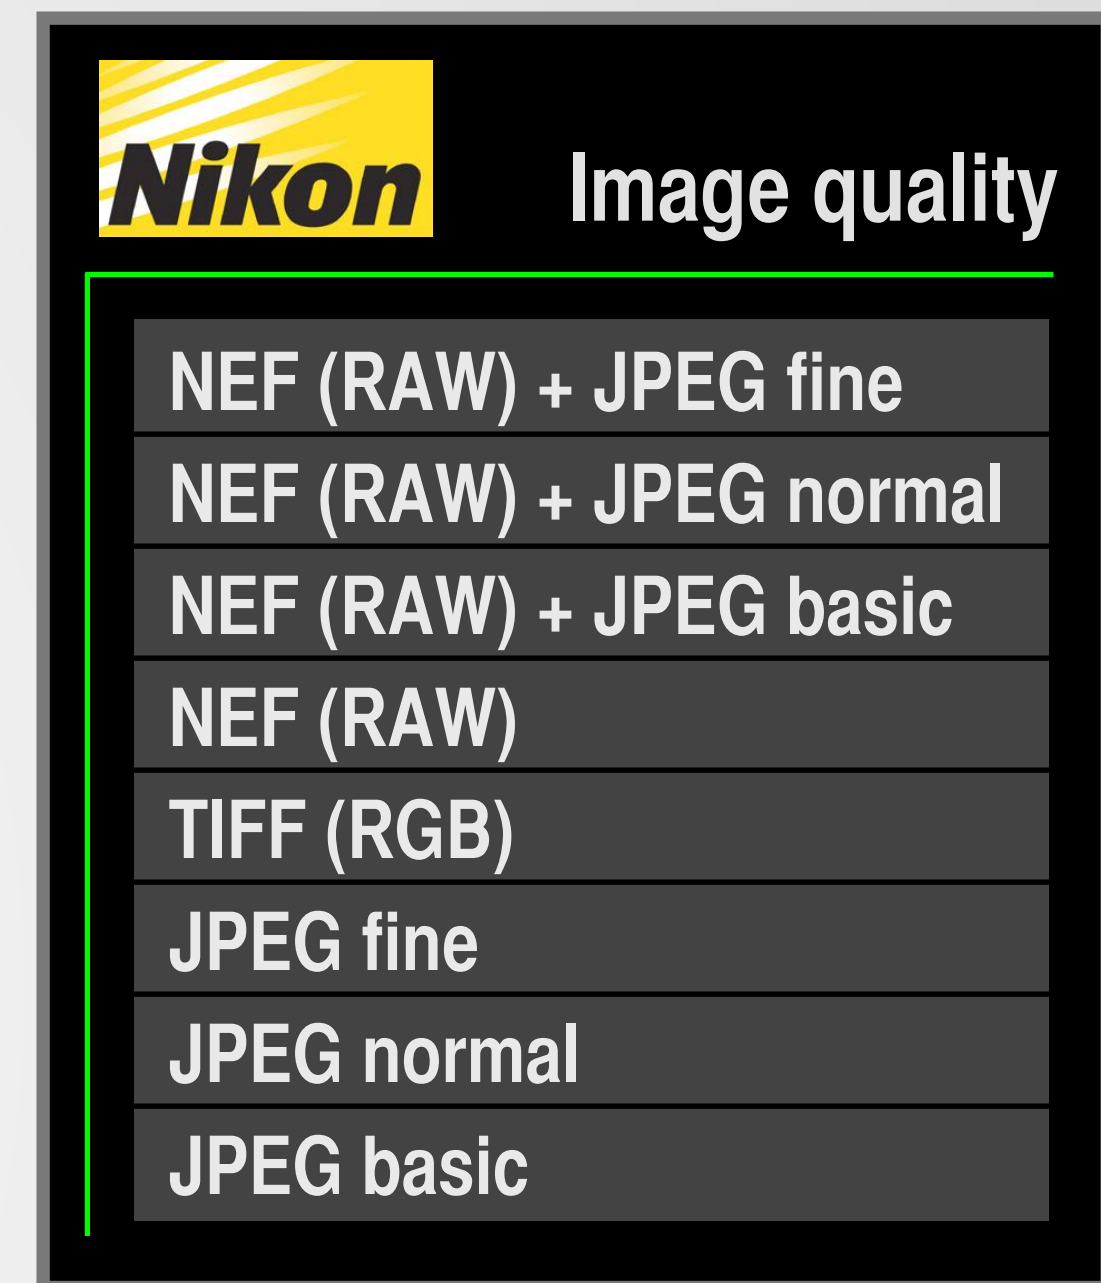 Nikon
Image quality
NEF (RAW) + JPEG fine
NEF (RAW) + JPEG normal
NEF (RAW) + JPEG basic
NEF (RAW)
TIFF (RGB)
JPEG fine
JPEG normal
JPEG basic